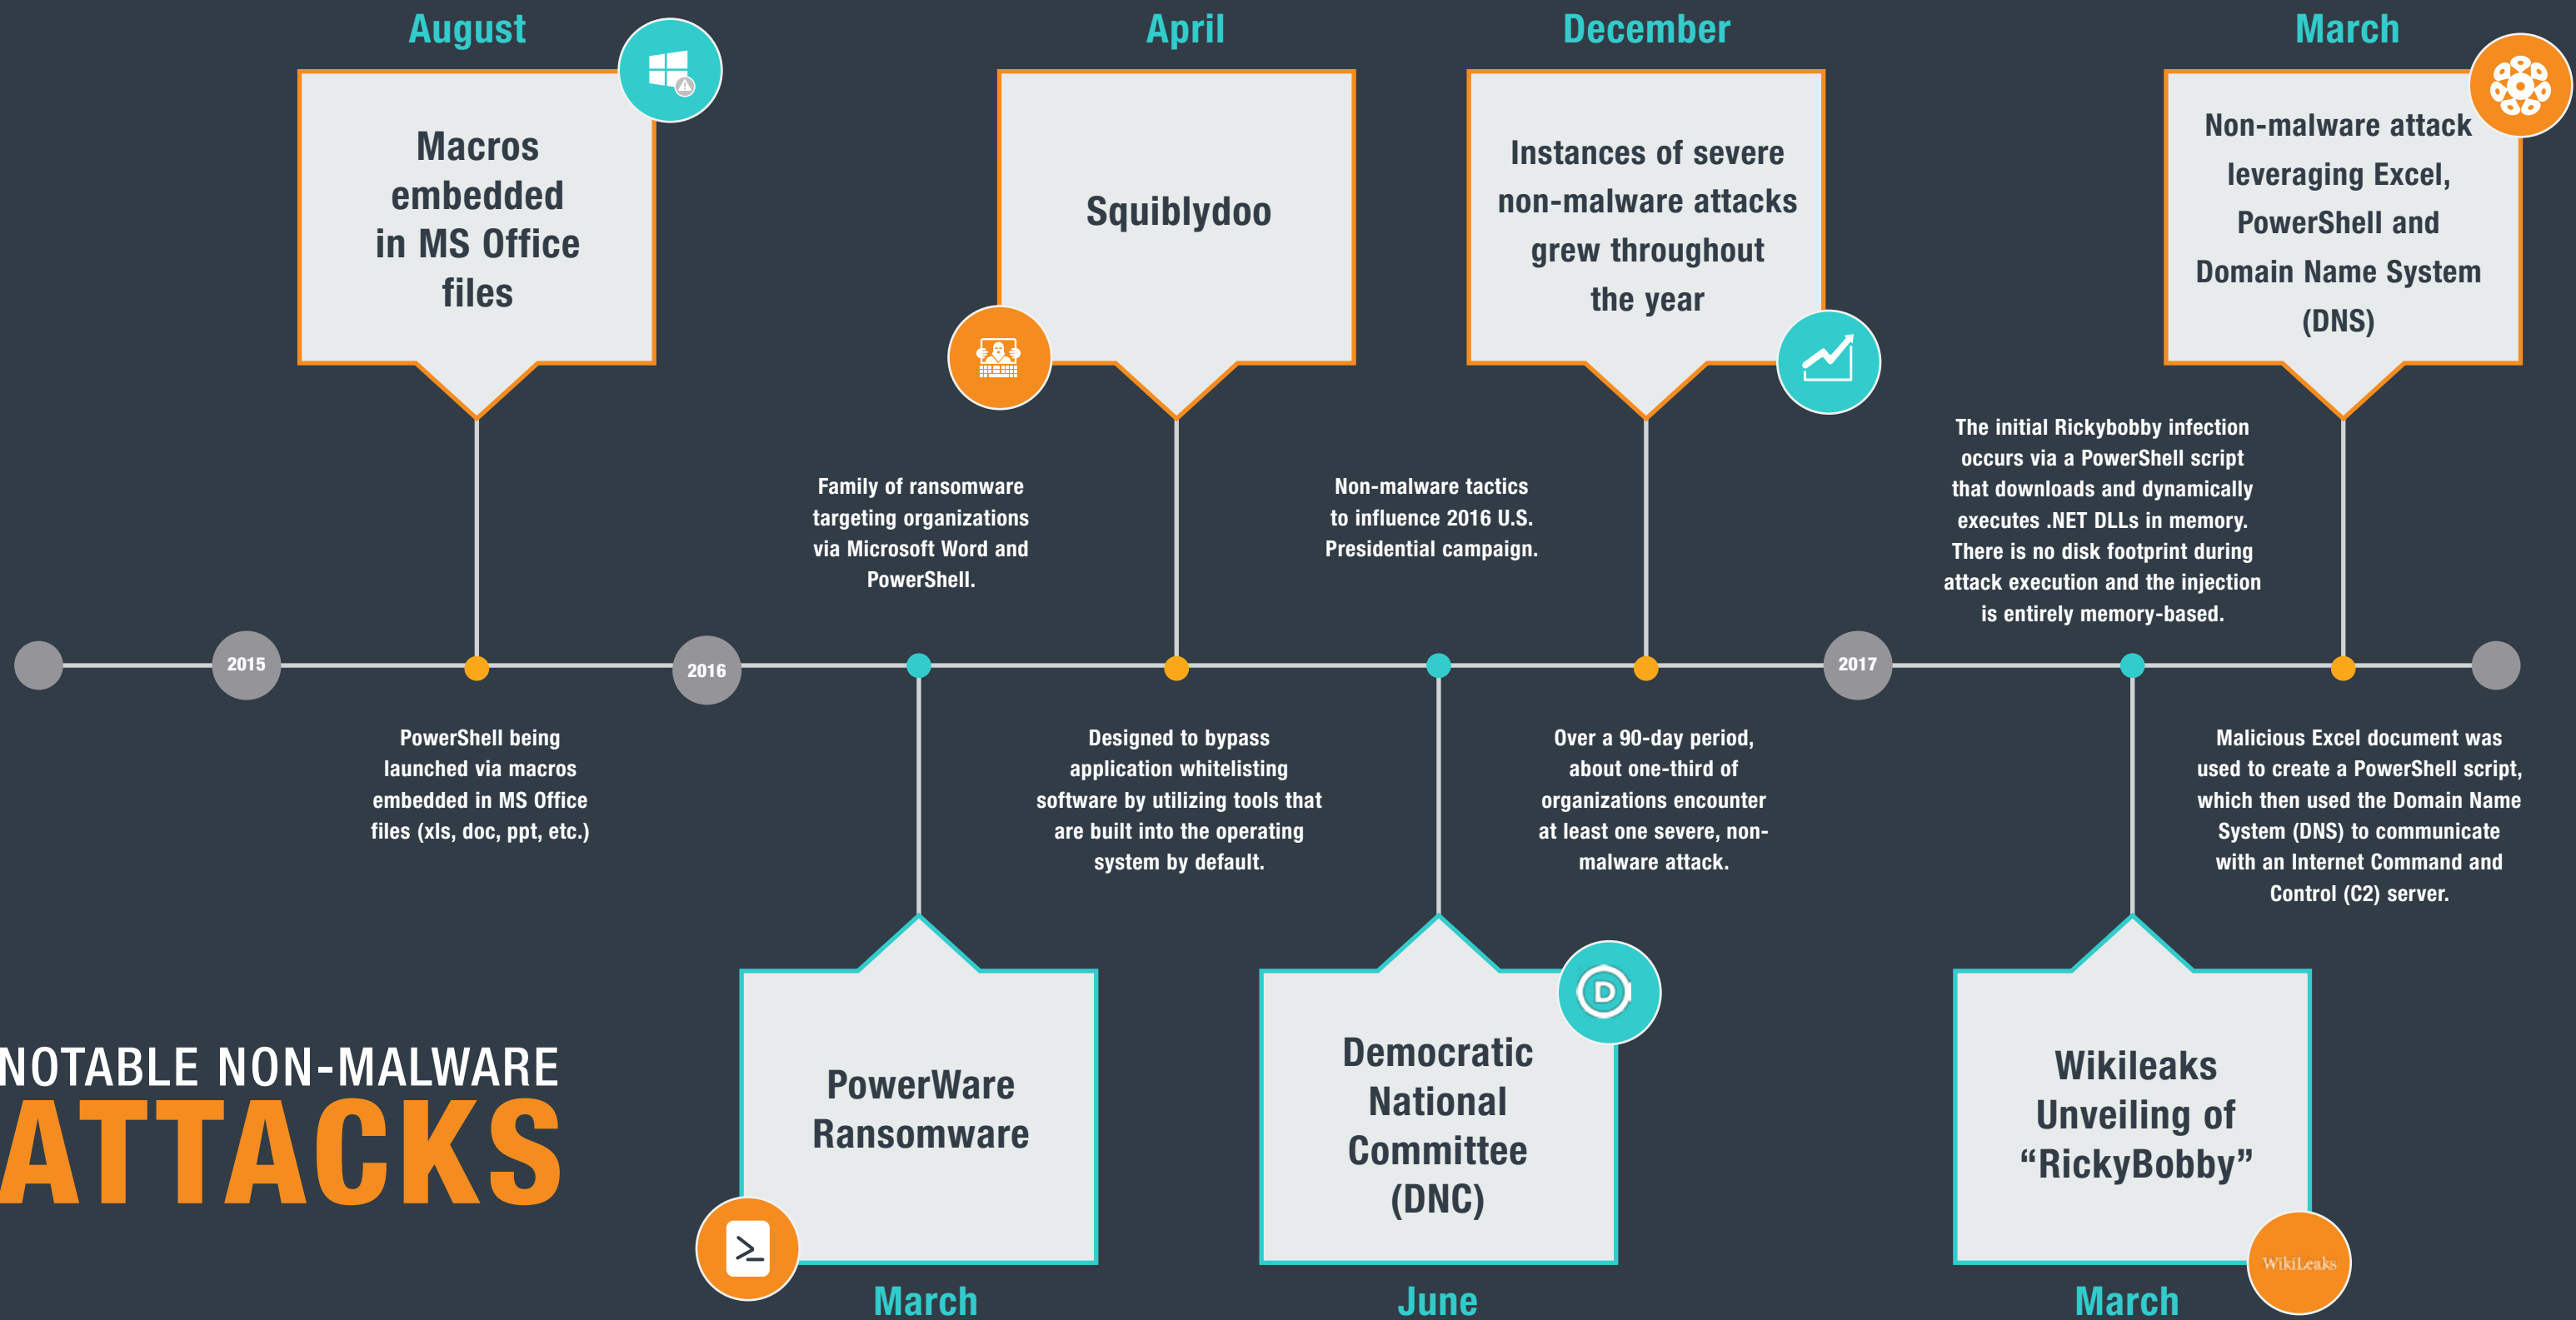 August
Macros
embedded
in MS Office
files
April
Squiblydoo
December
Instances of severe
non-malware attacks
grew throughout
the year
March
Non-malware attack
leveraging Excel,
PowerShell and
Domain Name System
(DNS)
Family of ransomware
targeting organizations
via Microsoft Word and
PowerShell.
Non-malware tactics
to influence 2016 U.S.
Presidential campaign.
The initial Rickybobby infection
occurs via a PowerShell script
that downloads and dynamically
executes .NET DLLs in memory.
There is no disk footprint during
attack execution and the injection
is entirely memory-based.
2015
2016
2017
PowerShell being
launched via macros
embedded in MS Office
files (xls, doc, ppt, etc.)
Designed to bypass
application whitelisting
software by utilizing tools that
are built into the operating
system by default.
Over a 90-day period,
about one-third of
organizations encounter
at least one severe, non-
malware attack.
Malicious Excel document was
used to create a PowerShell script,
which then used the Domain Name
System (DNS) to communicate
with an Internet Command and
Control (C2) server.
NOTABLE NON-MALWARE
ATTACKS
PowerWare
Ransomware
>_
March
D
Democratic
National
Committee
(DNC)
June
Wikileaks
Unveiling of
“RickyBobby”
WikiLeaks
March